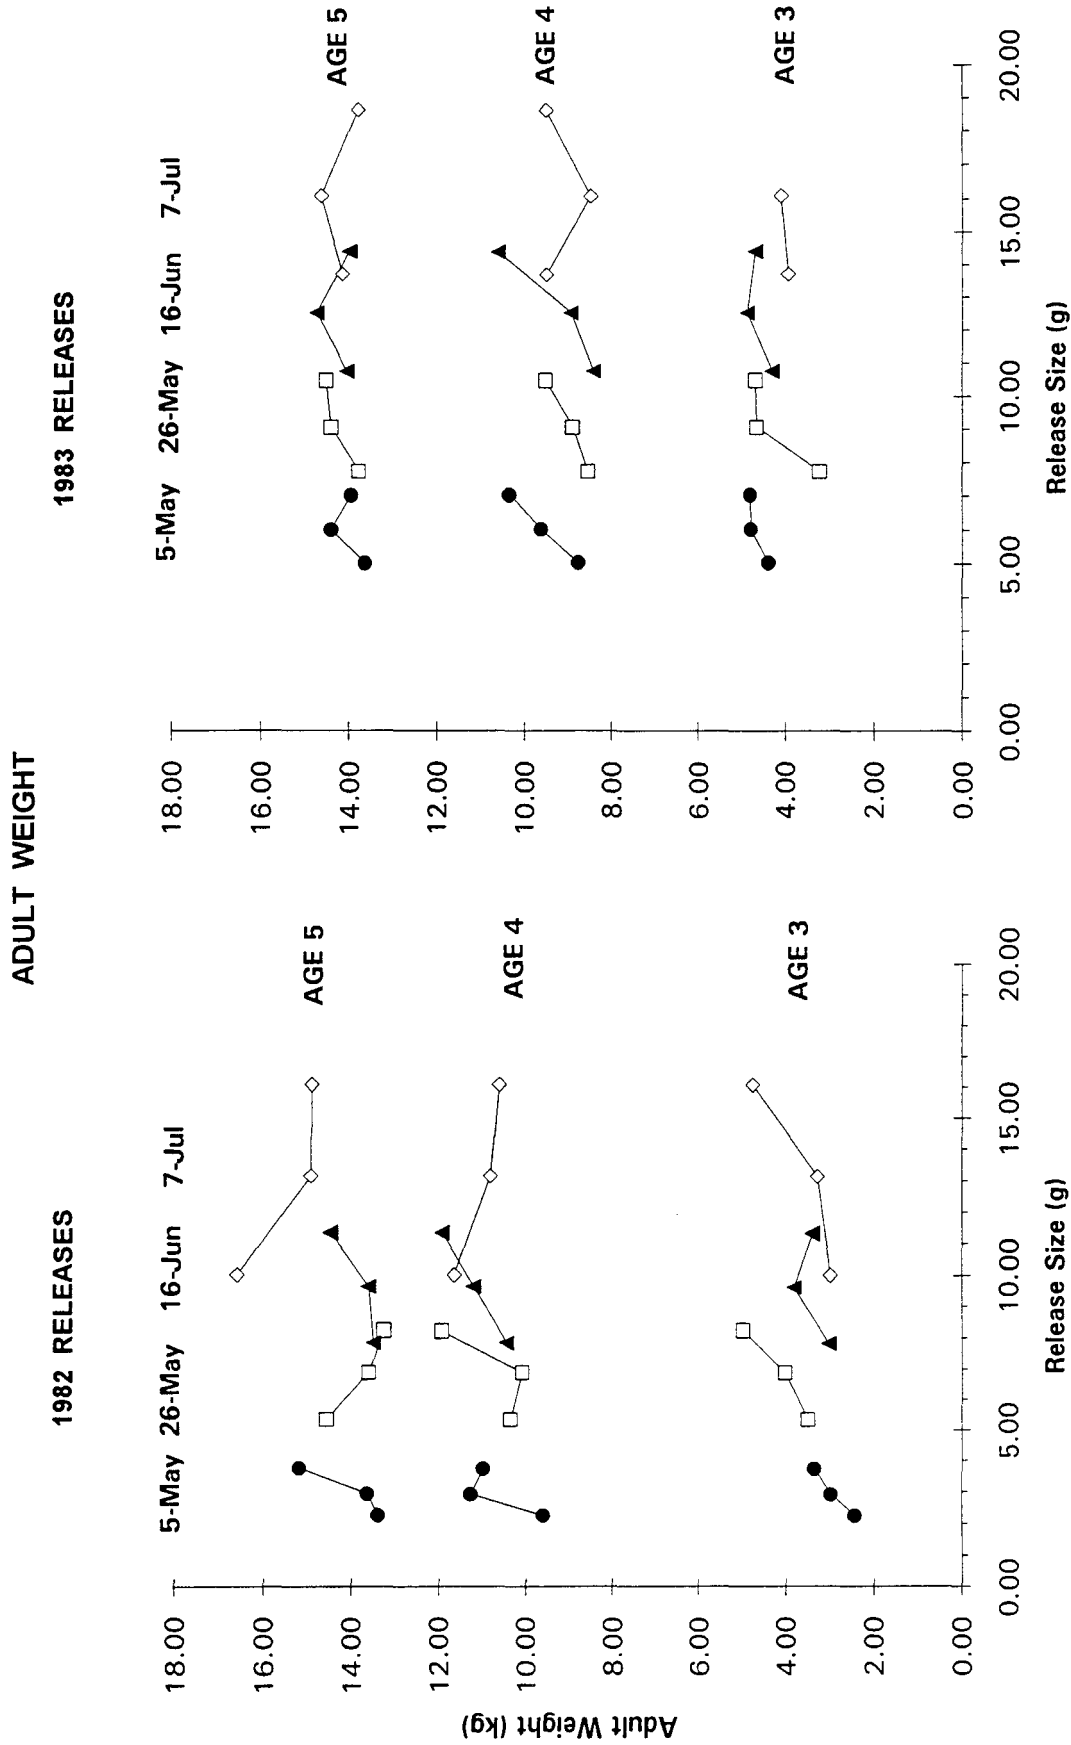 ADULT WEIGHT
1982 RELEASES
5-May 26-May 16-Jun 7-Jul
Adult Weight (kg)
18.00
16.00
14.00
12.00
10.00
8.00
6.00
4.00
2.00
0.00
AGE 5
AGE 4
AGE 3
0.00 5.00 10.00 15.00 20.00
Release Size (g)
1983 RELEASES
5-May 26-May 16-Jun 7-Jul
18.00
16.00
14.00
12.00
10.00
8.00
6.00
4.00
2.00
0.00
AGE 5
AGE 4
AGE 3
0.00 5.00 10.00 15.00 20.00
Release Size (g)